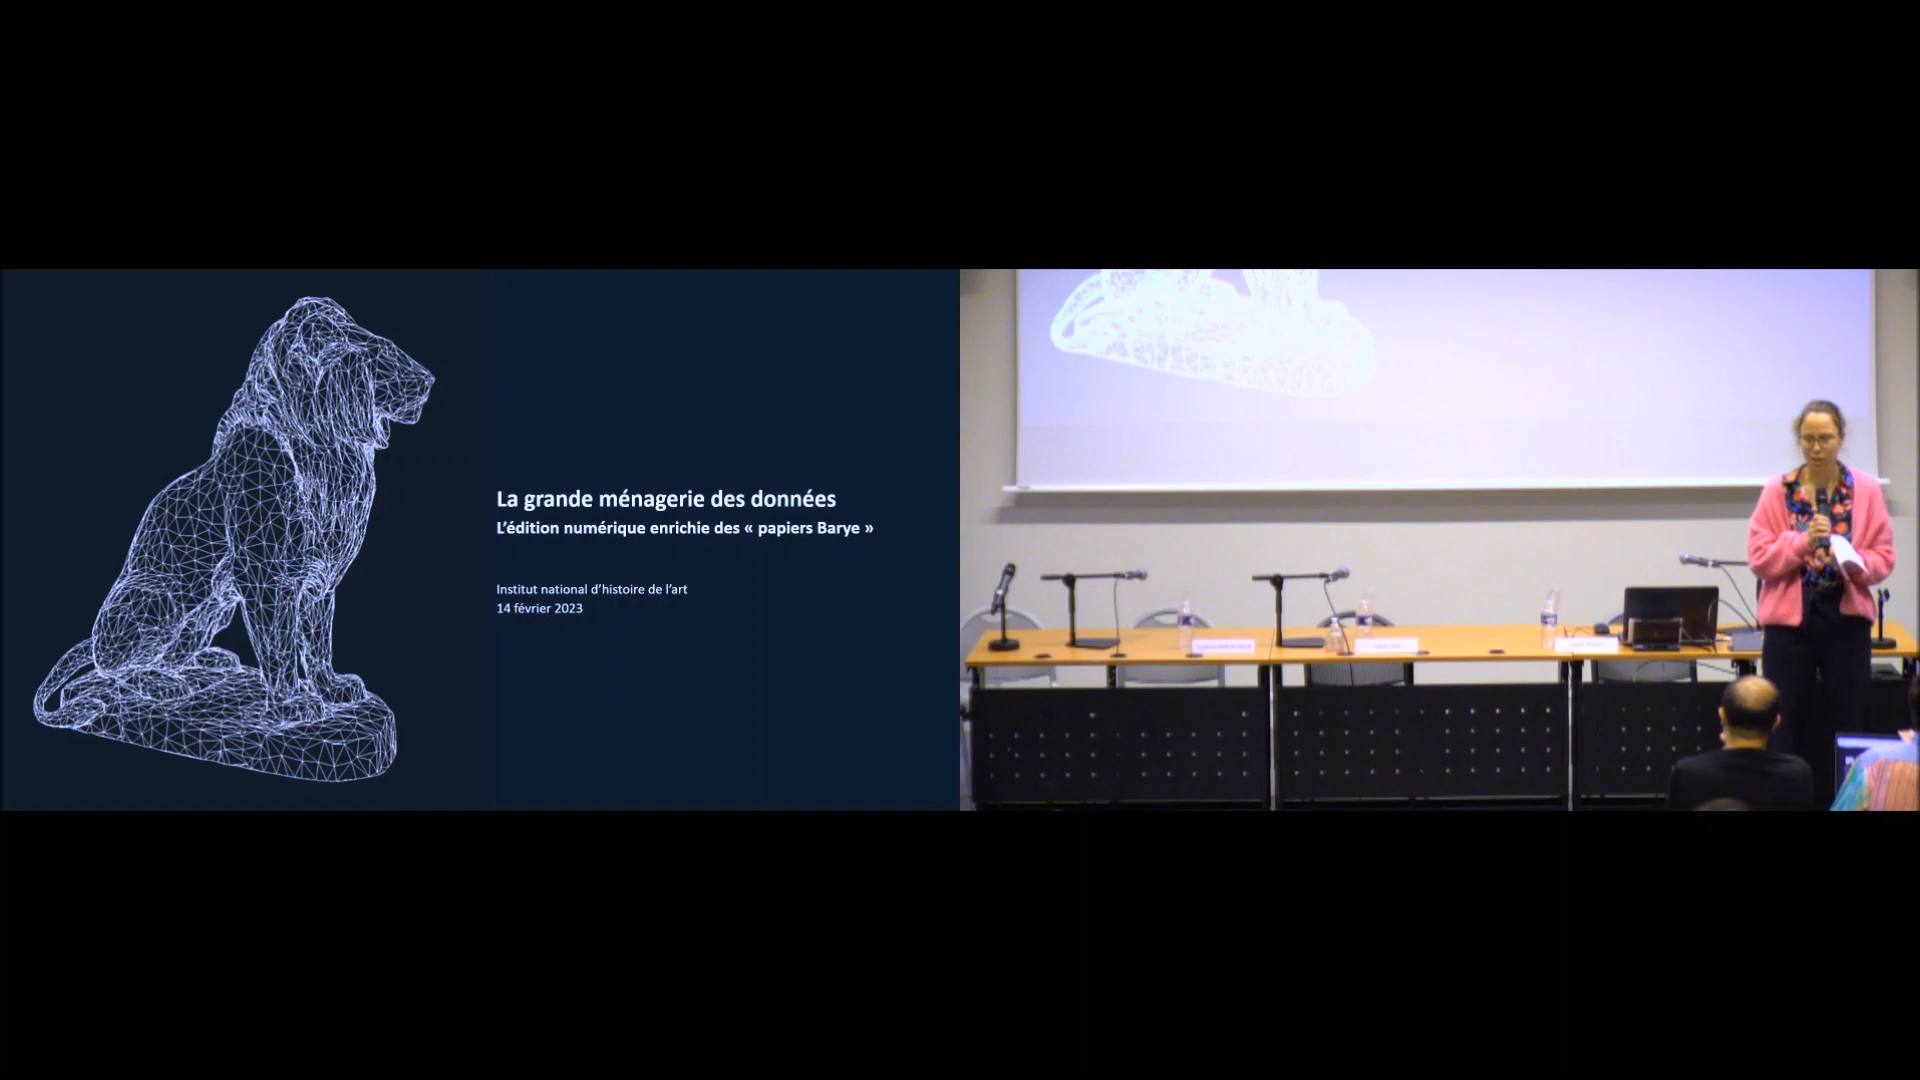 La grande ménagerie des données
L'édition numérique enrichie des « papiers Barye »
Institut national d'histoire de l'art
14 février 2023